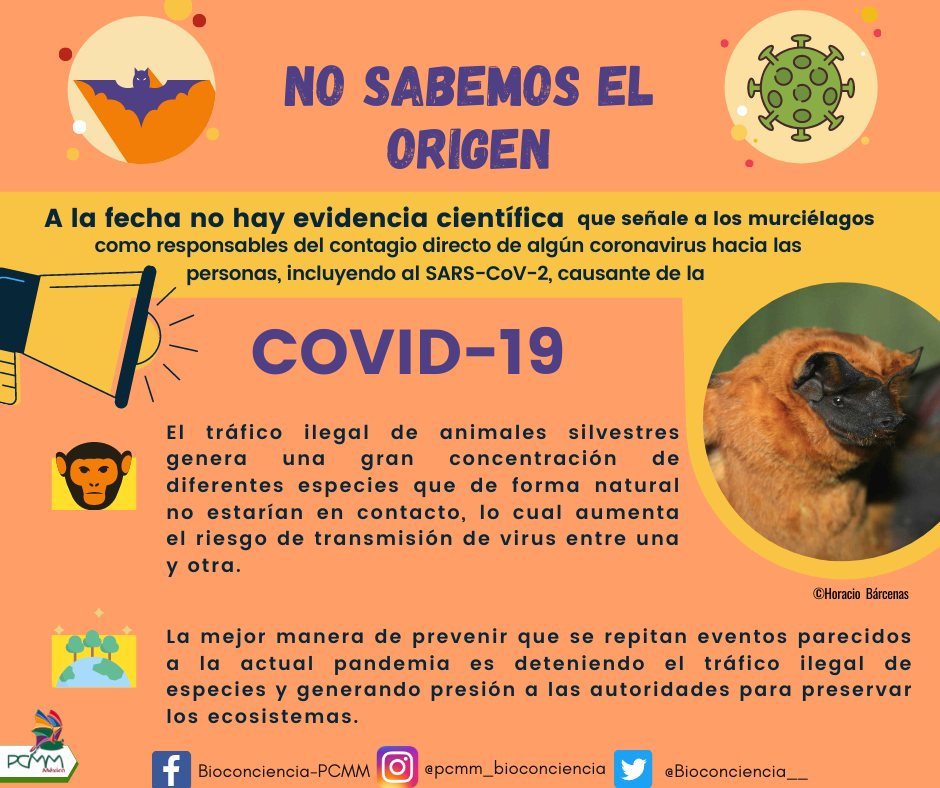 NO SABEMOS EL
ORIGEN
A la fecha no hay evidencia científica que señale a los murciélagos
como responsables del contagio directo de algún coronavirus hacia las
personas, incluyendo al SARS-CoV-2, causante de la
COVID-19
El tráfico ilegal de animales silvestres
genera una gran concentración de
diferentes especies que de forma natural
no estarían en contacto, lo cual aumenta
el riesgo de transmisión de virus entre una
y otra.
©Horacio Bárcenas
La mejor manera de prevenir que se repitan eventos parecidos
a la actual pandemia es deteniendo el tráfico ilegal de
especies y generando presión a las autoridades para preservar
los ecosistemas.
PCMM
México
Bioconciencia-PCMM @pcmm_bioconciencia @Bioconciencia__